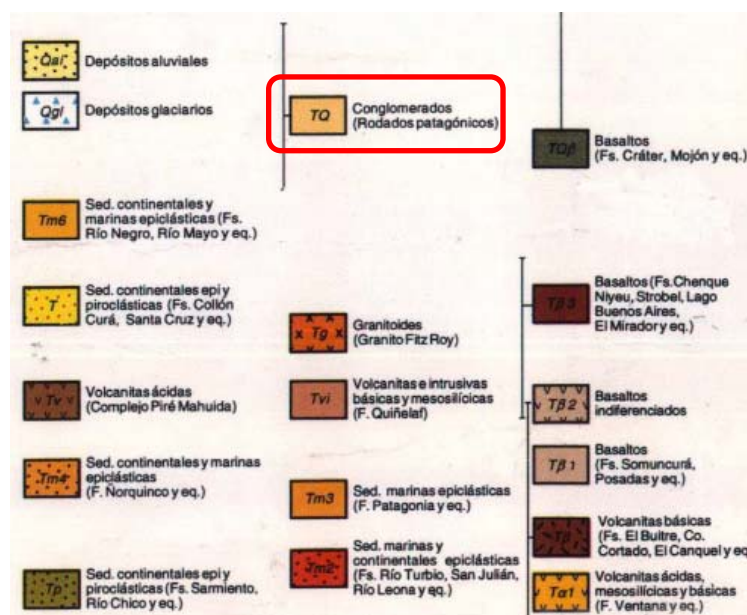 Qal
Depósitos aluviales
Qgl
Depósitos glaciarios
TQ
Conglomerados
(Rodados patagónicos)
TQβ
Basaltos
(Fs. Cráter, Mojón y eq.)
Tm6
Sed. continentales y
marinas epiclásticas (Fs.
Río Negro, Río Mayo y eq.)
T
Sed. continentales epi y
piroclásticas (Fs. Collón
Curá, Santa Cruz y eq.)
Tg
Granitoides
(Granito Fitz Roy)
Tβ3
Basaltos (Fs.Chenque
Niyeu, Strobel, Lago
Buenos Aires,
El Mirador y eq.
Tv
Volcanitas ácidas
(Complejo Piré Mahuida)
Tvi
Volcanitas e intrusivas
básicas y mesosilícicas
(F. Quiñelaf)
Tβ2
Basaltos
indiferenciados
Tm4
Sed. continentales y marinas
epiclásticas
(F. Ñorquinco y eq.)
Tm3
Sed. marinas epiclásticas
(F. Patagonia y eq.)
Tβ1
Basaltos
(Fs. Somuncurá,
Posadas y eq.)
Volcanitas básicas
(Fs. El Buitre, Co.
Cortado, El Canquel y eq
Tp
Sed. continentales epi y
piroclásticas (Fs. Sarmiento,
Río Chico y eq.)
Tm2
Sed. marinas y
continentales epiclásticas
(Fs. Río Turbio, San Julián,
Río Leona y eq.)
Tα1
Volcanitas ácidas,
mesosilícicas y básicas
(F. Ventana y eq.)